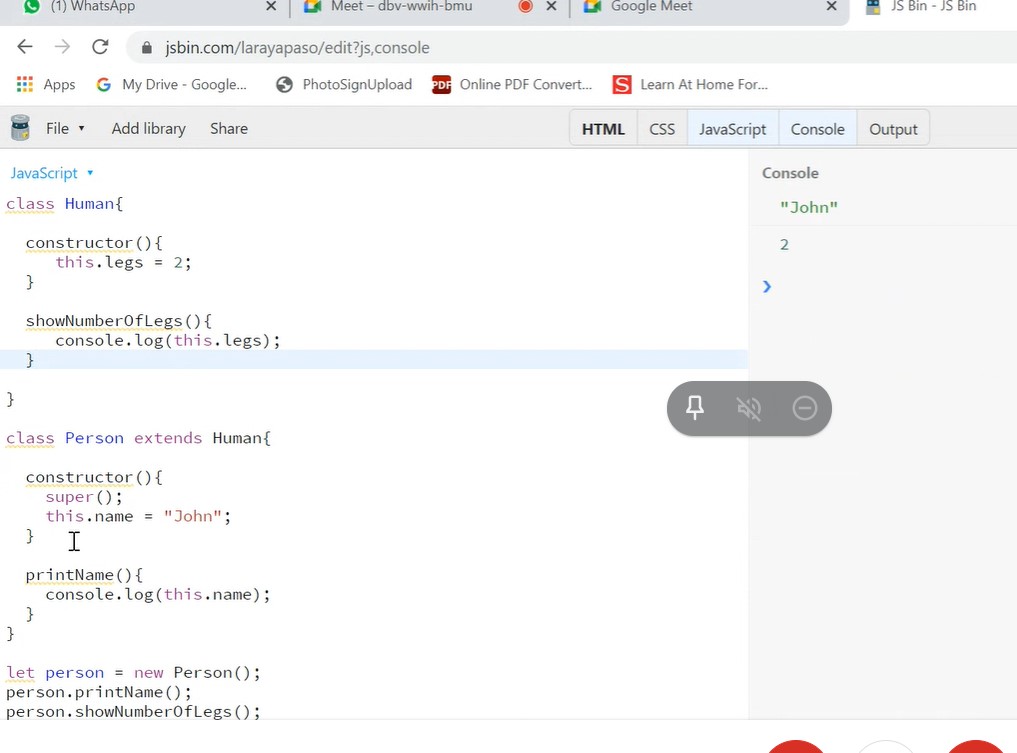 (1) WhatsApp
Meet – dbv-wwih-bmu
Google Meet
JS Bin - JS Bin
jsbin.com/larayapaso/edit?js,console
Apps
My Drive - Google...
PhotoSignUpload
PDF
Online PDF Convert...
S
Learn At Home For...
File
Add library
Share
HTML
CSS
JavaScript
Console
Output
JavaScript
class Human{
constructor(){
this.legs = 2;
}
showNumberOfLegs(){
console.log(this.legs);
}
}
class Person extends Human{
constructor(){
super();
this.name = "John";
}
printName(){
console.log(this.name);
}
}
let person = new Person();
person.printName();
person.showNumberOfLegs();
Console
"John"
2